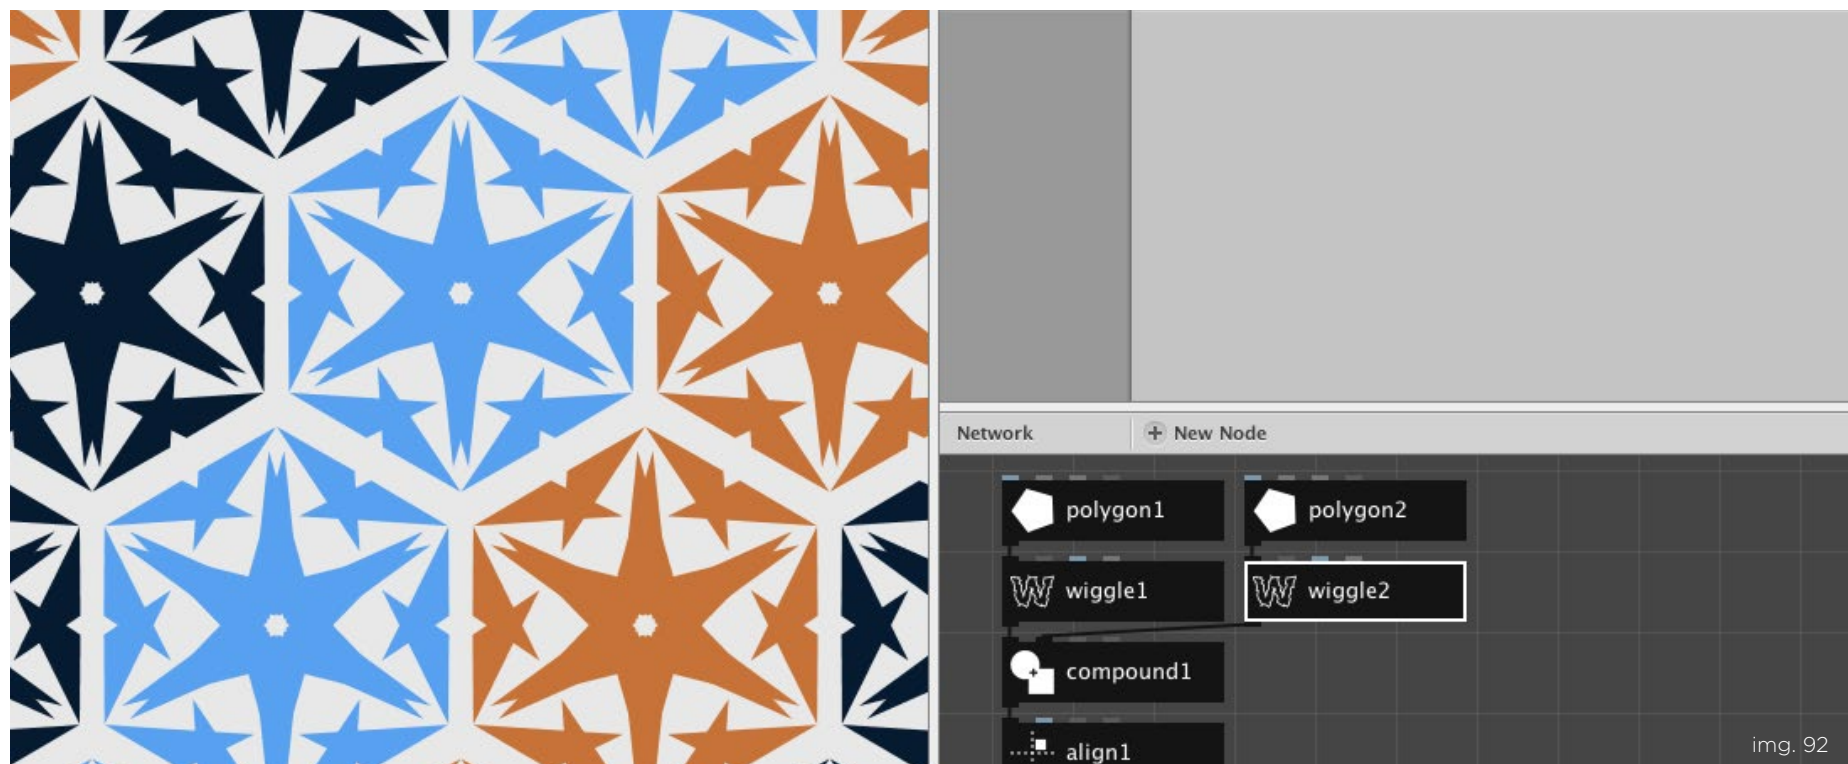 Network
New Node
polygon1
polygon2
wiggle1
wiggle2
compound1
align1
img. 92